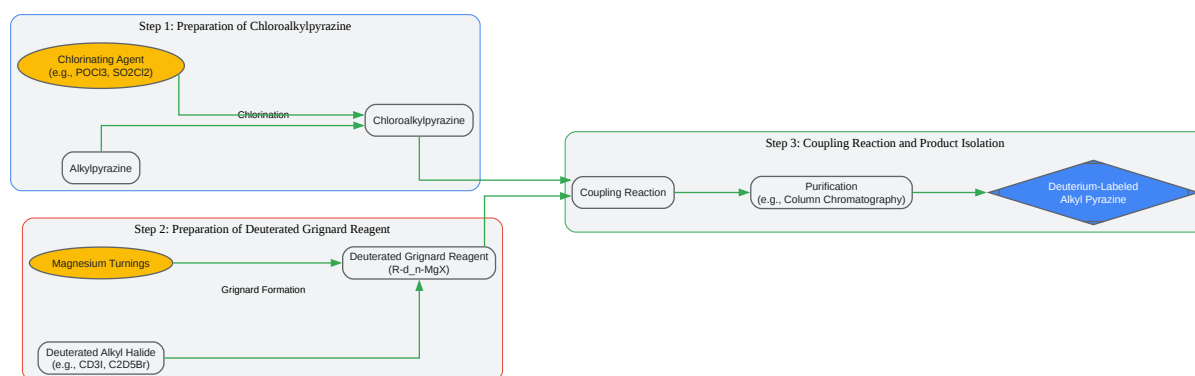 Step 1: Preparation of Chloroalkylpyrazine
Chlorinating Agent
(e.g., POCl3, SO2Cl2)
Chlorination
Chloroalkylpyrazine
Alkylpyrazine
Step 2: Preparation of Deuterated Grignard Reagent
Magnesium Turnings
Deuterated Grignard Reagent
(R-d_n-MgX)
Grignard Formation
Deuterated Alkyl Halide
(e.g., CD3I, C2D5Br)
Step 3: Coupling Reaction and Product Isolation
Coupling Reaction
Purification
(e.g., Column Chromatography)
Deuterium-Labeled
Alkyl Pyrazine